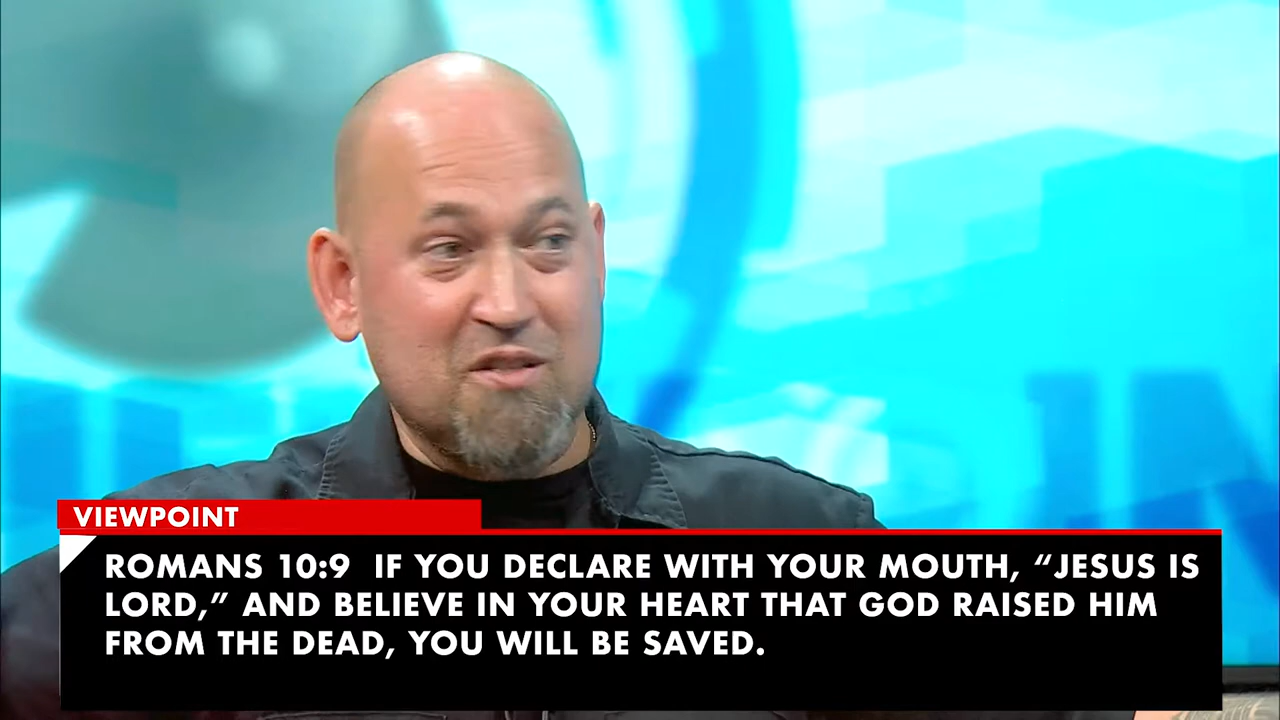 VIEWPOINT
ROMANS 10:9 IF YOU DECLARE WITH YOUR MOUTH, “JESUS IS
LORD,” AND BELIEVE IN YOUR HEART THAT GOD RAISED HIM
FROM THE DEAD, YOU WILL BE SAVED.